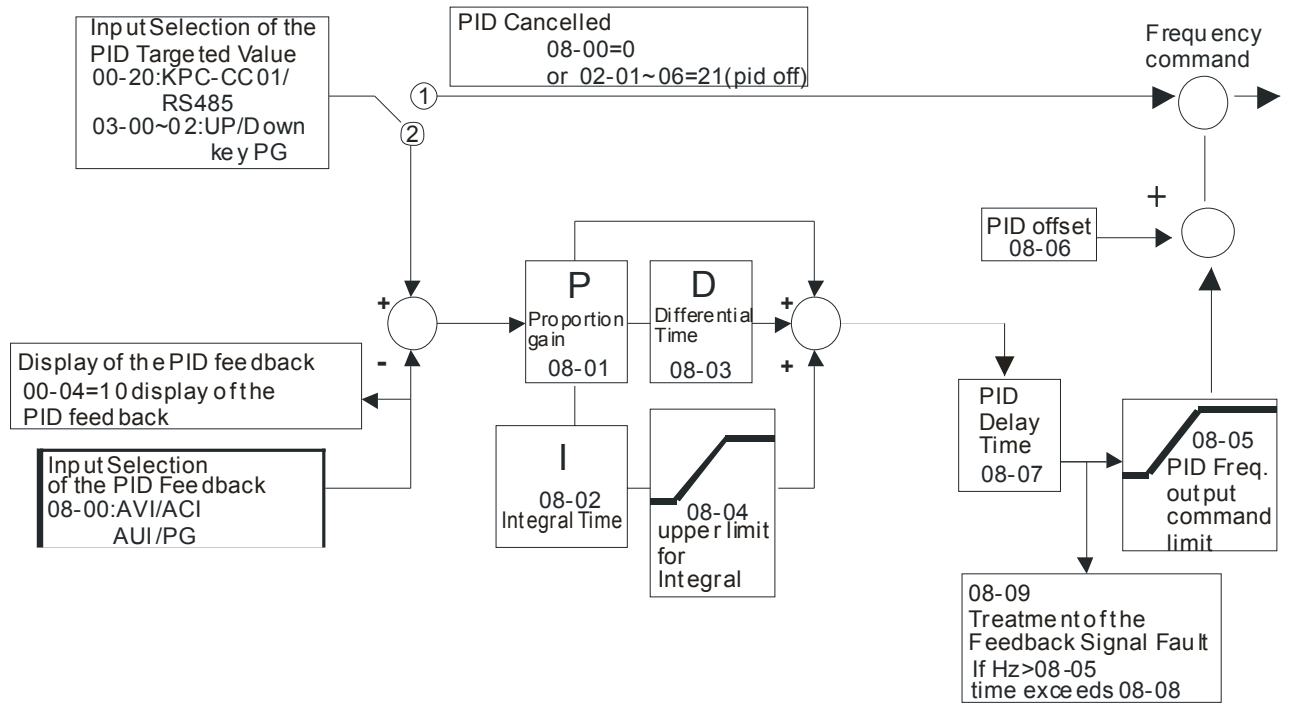 Input Selection of the
PID Targeted Value
00-20:KPC-CC01/
RS485
03-00~02:UP/Down
key PG
PID Cancelled
08-00=0
or 02-01~06=21(pid off)
1
2
Frequency
command
+
PID offset
08-06
+
-
P
Proportion
gain
08-01
D
Differential
Time
08-03
+
+
Display of the PID feedback
00-04=10 display of the
PID feedback
Input Selection
of the PID Feedback
08-00:AVI/ACI
AUI/PG
I
08-02
Integral Time
08-04
upper limit
for
Integral
PID
Delay
Time
08-07
08-05
PID Freq.
output
command
limit
08-09
Treatment of the
Feedback Signal Fault
If Hz>08-05
time exceeds 08-08